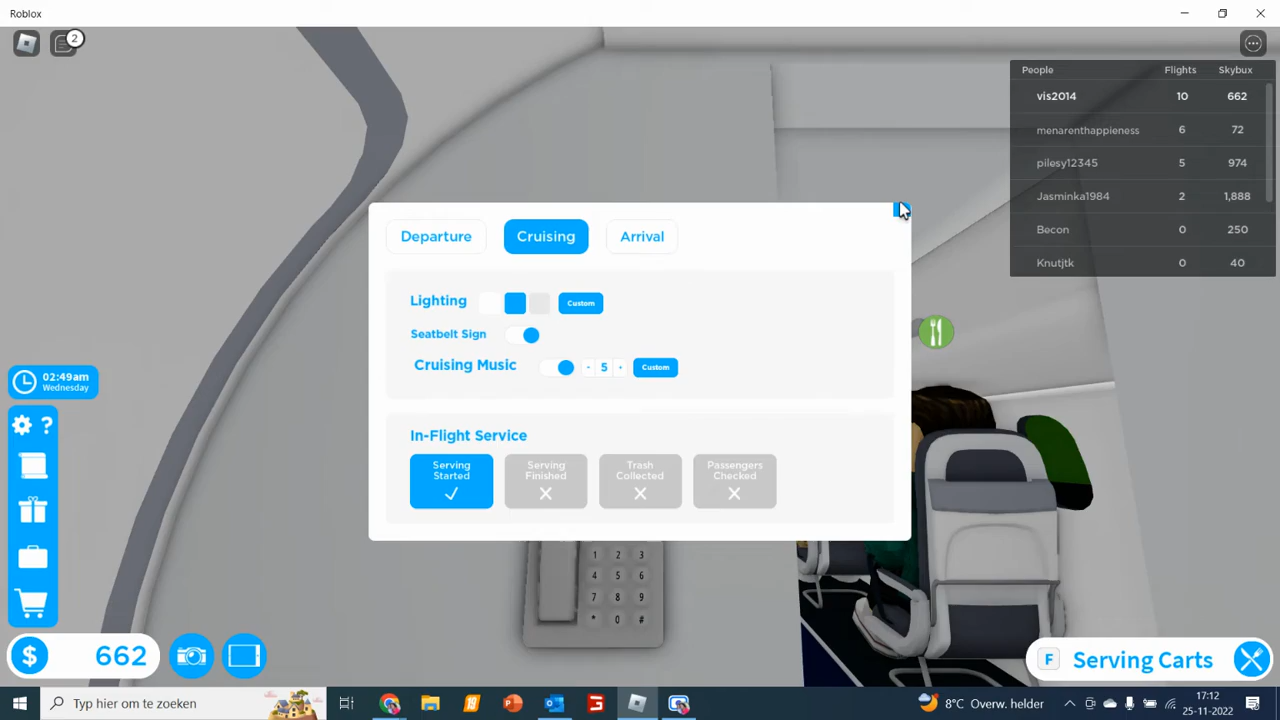 Roblox
2
People Flights Skybux
vis2014 10 662
menarenthappieness 6 72
pilesy12345 5 974
Jasminka1984 2 1,888
Becon 0 250
Knutjtk 0 40
Departure Cruising Arrival
Lighting Custom
Seatbelt Sign
Cruising Music - 5 + Custom
In-Flight Service
Serving Started
Serving Finished
Trash Collected
Passengers Checked
02:49am
Wednesday
?
1 2 3
4 5 6
7 8 9
* 0 #
$ 662
F Serving Carts
Typ hier om te zoeken
19
8°C Overw. helder
17:12
25-11-2022